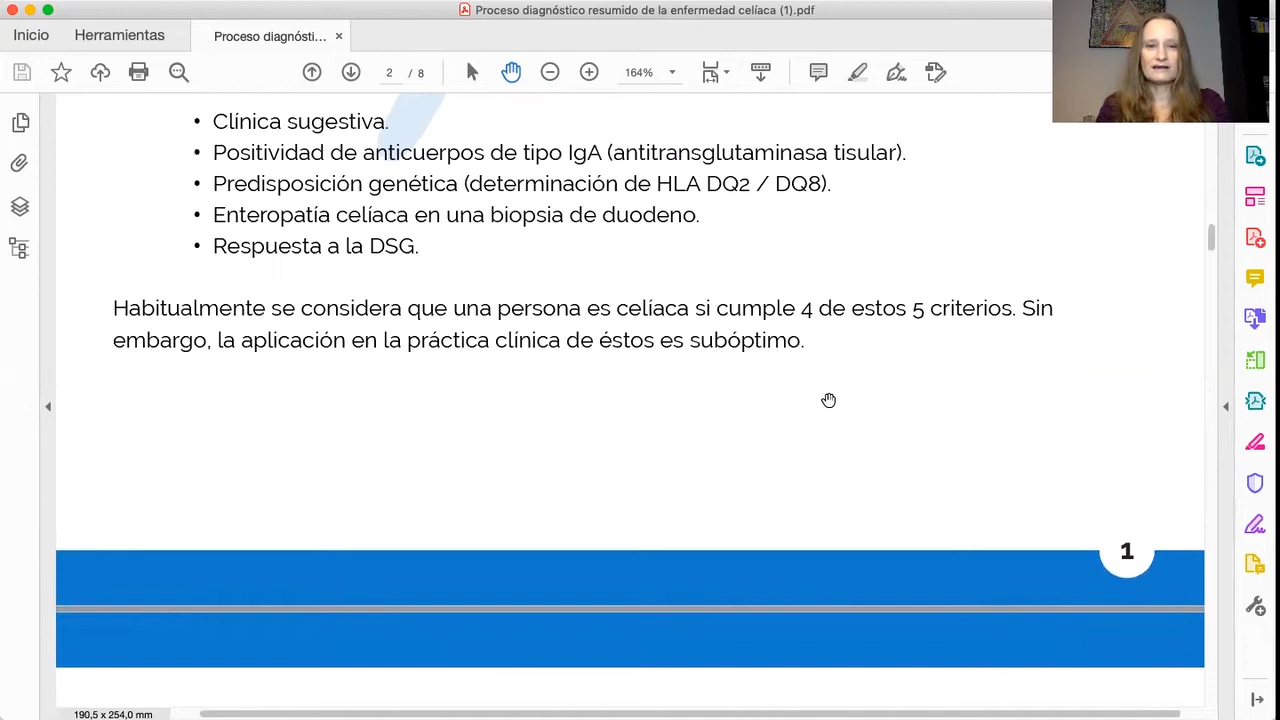 Proceso diagnóstico resumido de la enfermedad celíaca (1).pdf
Inicio
Herramientas
Proceso diagnósti... ×
2 / 8
164%
• Clínica sugestiva.
• Positividad de anticuerpos de tipo IgA (antitransglutaminasa tisular).
• Predisposición genética (determinación de HLA DQ2 / DQ8).
• Enteropatía celíaca en una biopsia de duodeno.
• Respuesta a la DSG.
Habitualmente se considera que una persona es celíaca si cumple 4 de estos 5 criterios. Sin
embargo, la aplicación en la práctica clínica de éstos es subóptimo.
1
190,5 x 254,0 mm